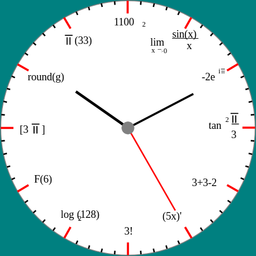 1100 2
lim sin(x)
x→0 x
-2e iπ
tan 2 π
3
3+3-2
(5x)'
3!
log 2 (128)
F(6)
[3 π ]
round(g)
π (33)